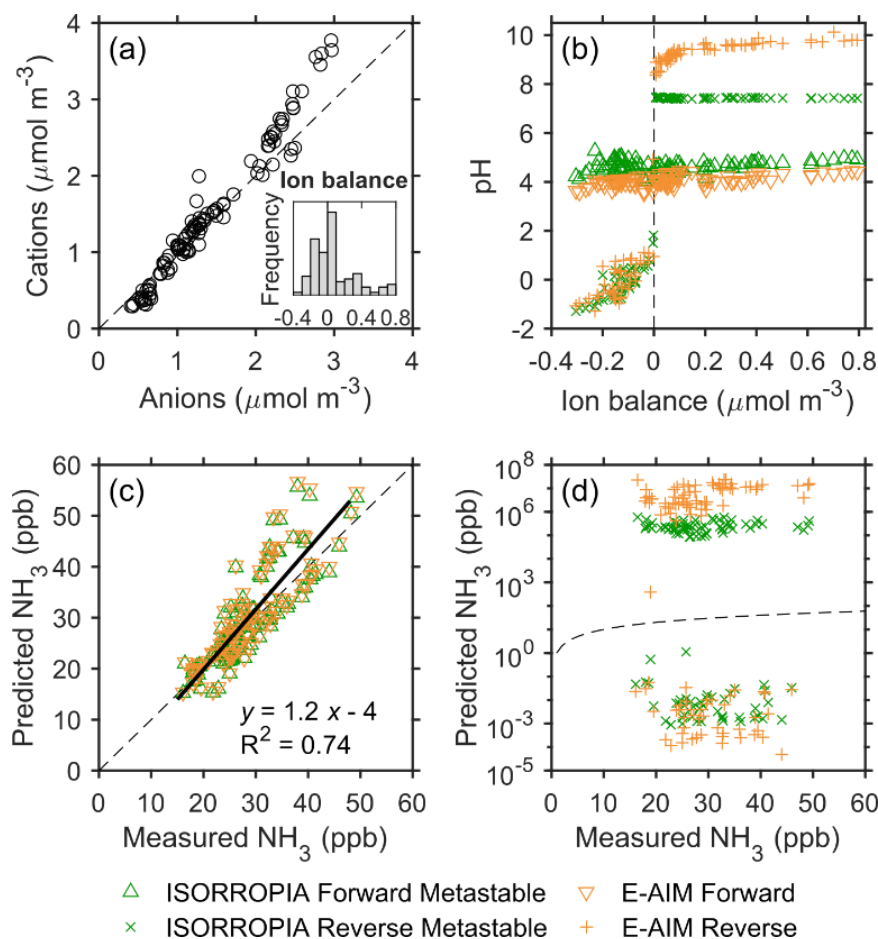 (a)
Cations (μmol m⁻³)
4
3
2
1
0
0 1 2 3 4
Anions (μmol m⁻³)
Ion balance
Frequency
-0.4 0 0.4 0.8
(b)
pH
10
8
6
4
2
0
-2
-0.4 -0.2 0 0.2 0.4 0.6 0.8
Ion balance (μmol m⁻³)
(c)
Predicted NH₃ (ppb)
60
50
40
30
20
10
0
y = 1.2 x - 4
R² = 0.74
0 10 20 30 40 50 60
Measured NH₃ (ppb)
(d)
Predicted NH₃ (ppb)
10⁸
10⁶
10³
10⁰
10⁻³
10⁻⁵
0 10 20 30 40 50 60
Measured NH₃ (ppb)
ISORROPIA Forward Metastable
E-AIM Forward
ISORROPIA Reverse Metastable
E-AIM Reverse